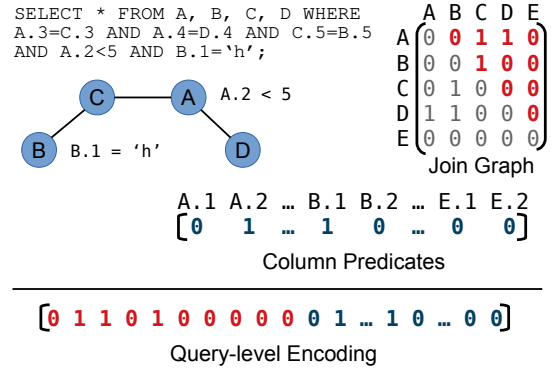 SELECT * FROM A, B, C, D WHERE
A.3=C.3 AND A.4=D.4 AND C.5=B.5
AND A.2<5 AND B.1=‘h’;
C A A.2 < 5
B B.1 = ‘h’ D
A B C D E
A 0 0 1 1 0
B 0 0 1 0 0
C 0 1 0 0 0
D 1 1 0 0 0
E 0 0 0 0 0
Join Graph
A.1 A.2 … B.1 B.2 … E.1 E.2
[0 1 … 1 0 … 0 0]
Column Predicates
[0 1 1 0 1 0 0 0 0 0 0 1 … 1 0 … 0 0]
Query-level Encoding